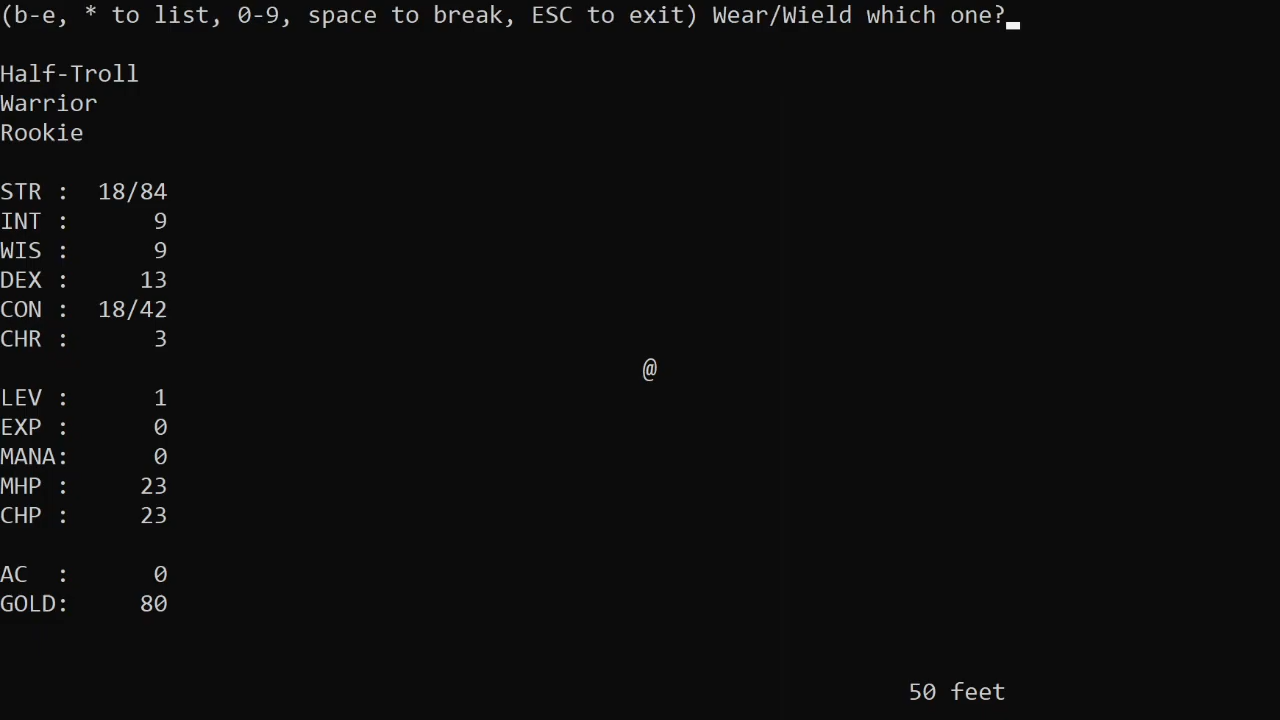 (b-e, * to list, 0-9, space to break, ESC to exit) Wear/Wield which one?
Half-Troll
Warrior
Rookie
STR :  18/84
INT :      9
WIS :      9
DEX :     13
CON :  18/42
CHR :      3
@
LEV :      1
EXP :      0
MANA:      0
MHP :     23
CHP :     23
AC  :      0
GOLD:     80
50 feet